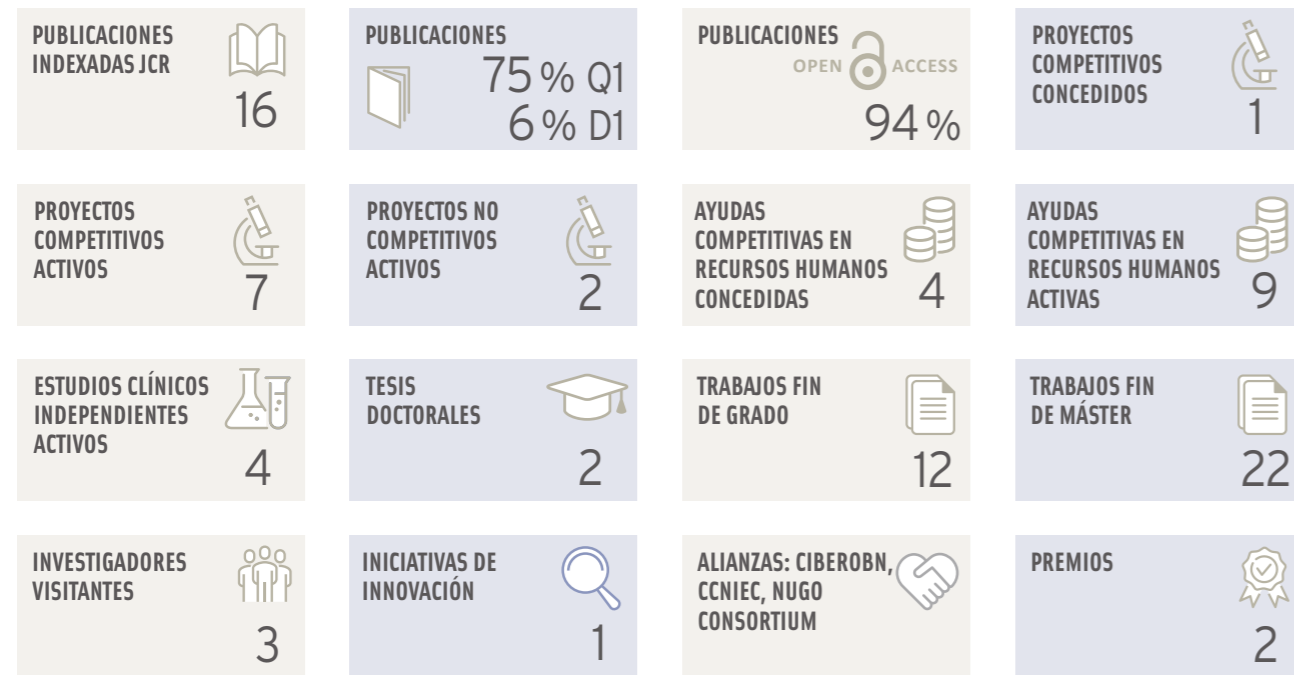 PUBLICACIONES
INDEXADAS JCR
16
PUBLICACIONES
75 % Q1
6 % D1
PUBLICACIONES
OPEN ACCESS
94 %
PROYECTOS
COMPETITIVOS
CONCEDIDOS
1
PROYECTOS
COMPETITIVOS
ACTIVOS
7
PROYECTOS NO
COMPETITIVOS
ACTIVOS
2
AYUDAS
COMPETITIVAS EN
RECURSOS HUMANOS
CONCEDIDAS
4
AYUDAS
COMPETITIVAS EN
RECURSOS HUMANOS
ACTIVAS
9
ESTUDIOS CLÍNICOS
INDEPENDIENTES
ACTIVOS
4
TESIS
DOCTORALES
2
TRABAJOS FIN
DE GRADO
12
TRABAJOS FIN
DE MÁSTER
22
INVESTIGADORES
VISITANTES
3
INICIATIVAS DE
INNOVACIÓN
1
ALIANZAS: CIBEROBN,
CCNIEC, NUGO
CONSORTIUM
PREMIOS
2